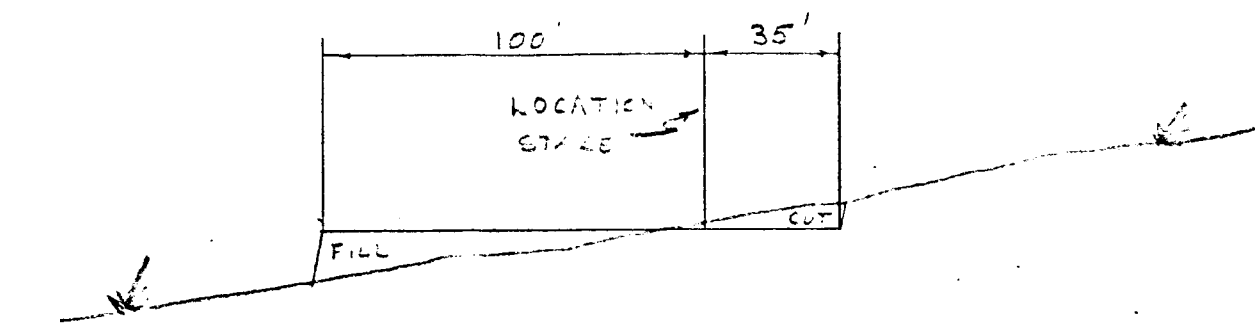 100'
35'
LOCATION
STAKE
CUT
FILL